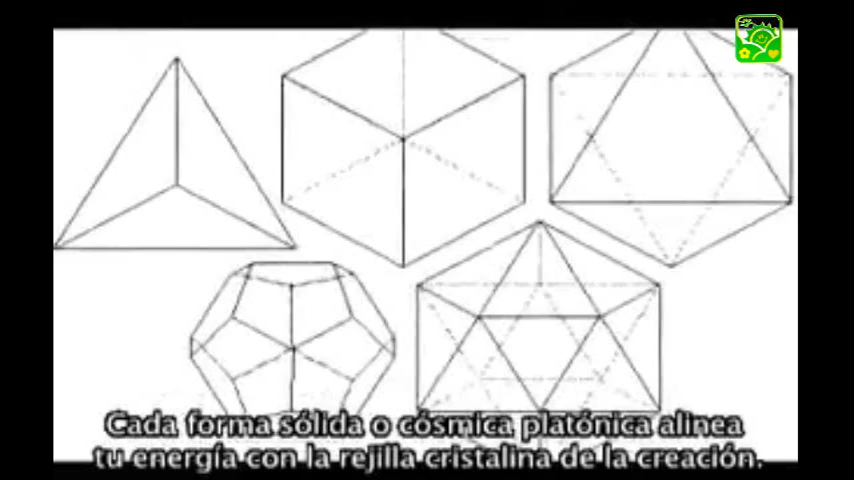 Cada forma sólida o cósmica platónica alinea
tu energía con la rejilla cristalina de la creación.